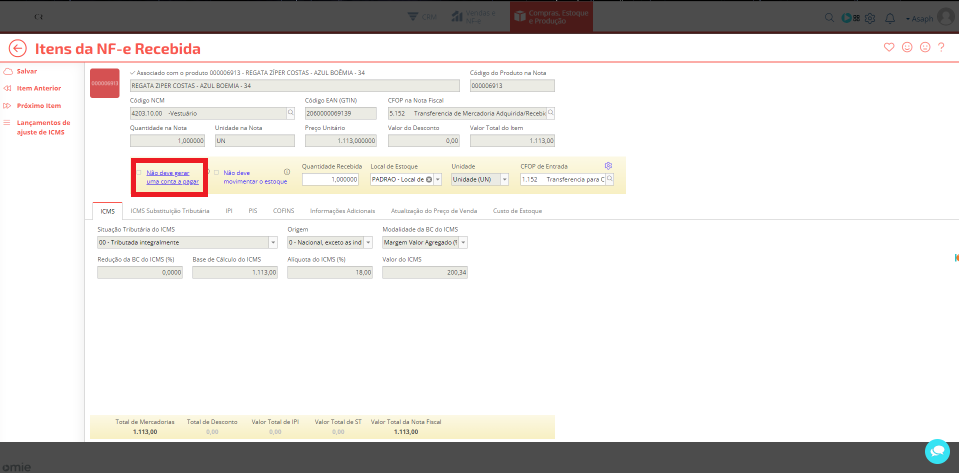 CRM
Vendas e
NF-e
Compras, Estoque
e Produção
Asaph
Itens da NF-e Recebida
Salvar
Item Anterior
Próximo Item
Lançamentos de
ajuste de ICMS
000006913
Associado com o produto 000006913 - REGATA ZÍPER COSTAS - AZUL BOÊMIA - 34
Código do Produto na Nota
REGATA ZIPER COSTAS - AZUL BOEMIA - 34
000006913
Código NCM
Código EAN (GTIN)
CFOP na Nota Fiscal
4203.10.00 -Vestuário
2060000069139
5.152 Transferencia de Mercadoria Adquirida/Recebic
Quantidade na Nota
Unidade na Nota
Preço Unitário
Valor do Desconto
Valor Total do Item
1,000000
UN
1.113,000000
0,00
1.113,00
Não deve gerar
uma conta a pagar
Não deve
movimentar o estoque
Quantidade Recebida
Local de Estoque
Unidade
CFOP de Entrada
1,000000
PADRAO - Local de
Unidade (UN)
1.152 Transferencia para C
ICMS
ICMS Substituição Tributária
IPI
PIS
COFINS
Informações Adicionais
Atualização do Preço de Venda
Custo de Estoque
Situação Tributária do ICMS
Origem
Modalidade da BC do ICMS
00 - Tributada integralmente
0 - Nacional, exceto as ind
Margem Valor Agregado (%
Redução da BC do ICMS (%)
Base de Cálculo do ICMS
Alíquota do ICMS (%)
Valor do ICMS
0,0000
1.113,00
18,00
200,34
Total de Mercadorias
Total de Desconto
Valor Total de IPI
Valor Total de ST
Valor Total da Nota Fiscal
1.113,00
0,00
0,00
0,00
1.113,00
omie